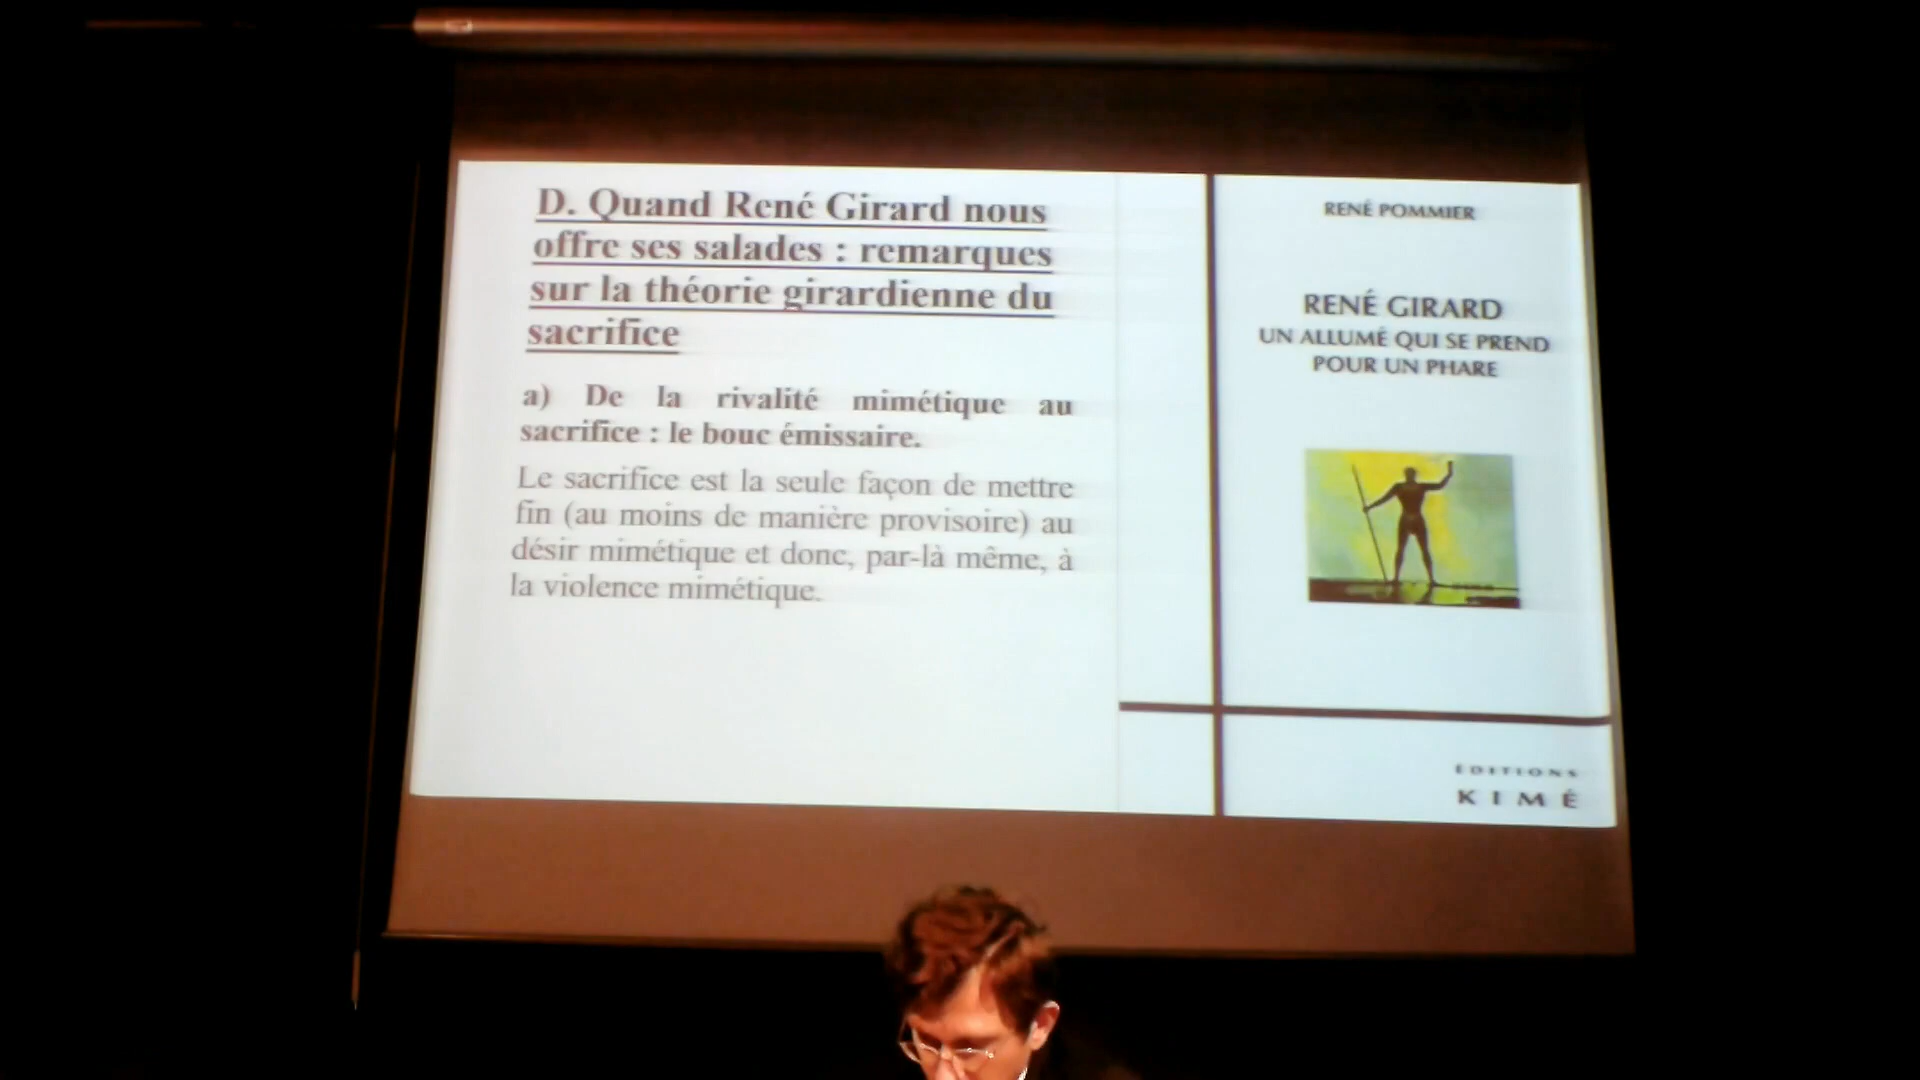 D. Quand René Girard nous
offre ses salades : remarques
sur la théorie girardienne du
sacrifice
a) De la rivalité mimétique au
sacrifice : le bouc émissaire.
Le sacrifice est la seule façon de mettre
fin (au moins de manière provisoire) au
désir mimétique et donc, par-là même, à
la violence mimétique.
RENÉ POMMIER
RENÉ GIRARD
UN ALLUMÉ QUI SE PREND
POUR UN PHARE
ÉDITIONS
KIMÉ